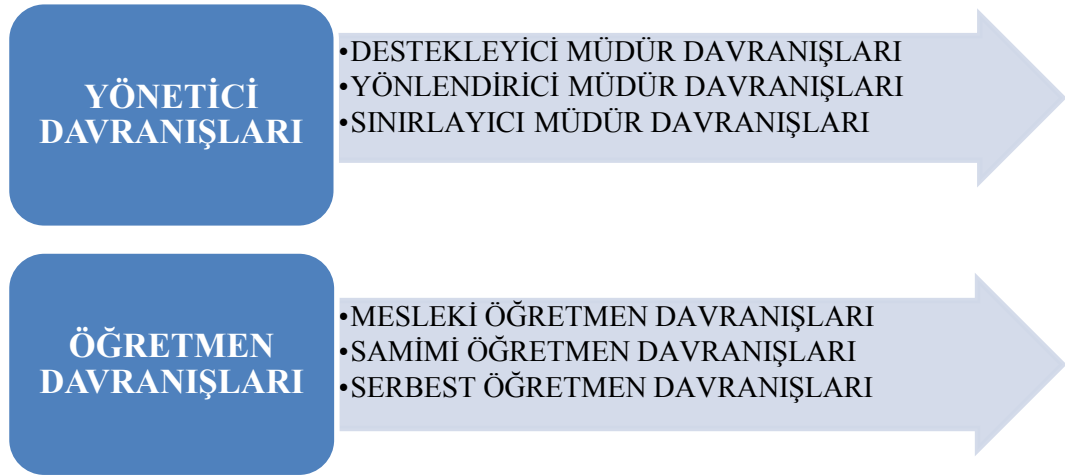 YÖNETİCİ
DAVRANIŞLARI
•DESTEKLEYİCİ MÜDÜR DAVRANIŞLARI
•YÖNLENDİRİCİ MÜDÜR DAVRANIŞLARI
•SINIRLAYICI MÜDÜR DAVRANIŞLARI
ÖĞRETMEN
DAVRANIŞLARI
•MESLEKİ ÖĞRETMEN DAVRANIŞLARI
•SAMİMİ ÖĞRETMEN DAVRANIŞLARI
•SERBEST ÖĞRETMEN DAVRANIŞLARI